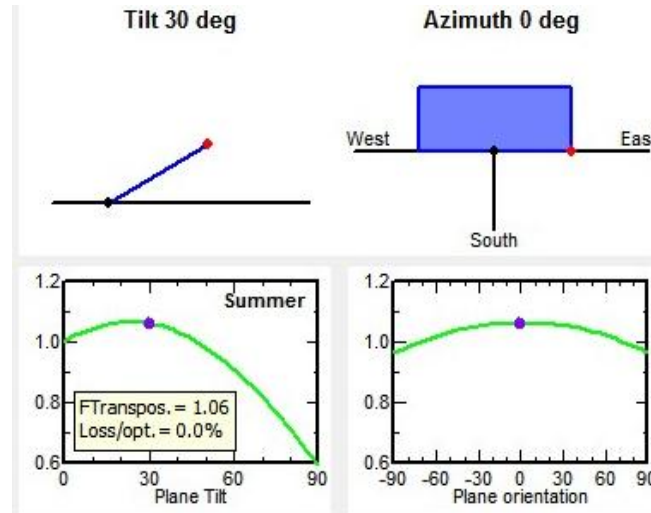 Tilt 30 deg
Azimuth 0 deg
West
Eas
South
1.2
1.0
0.8
0.6
Summer
FTranspos.= 1.06
Loss/opt.= 0.0%
0 30 60 90
Plane Tilt
1.2
1.0
0.8
0.6
-90 -60 -30 0 30 60 90
Plane orientation